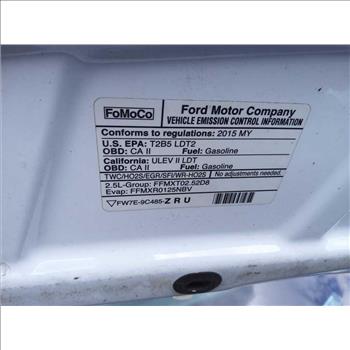 FoMoCo
Ford Motor Company
VEHICLE EMISSION CONTROL INFORMATION
Conforms to regulations: 2015 MY
U.S. EPA: T2B5 LDT2
OBD: CA II Fuel: Gasoline
California: ULEV II LDT
OBD: CA II Fuel: Gasoline
TWC/HO2S/EGR/SFI/WR-HO2S No adjustments needed.
2.5L-Group: FFMXT02.52D8
Evap: FFMXR0125NBV
FW7E-9C485-ZRU